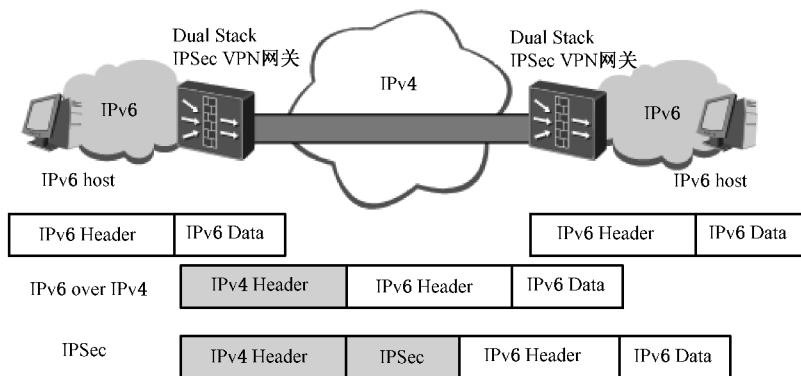 Dual Stack
IPSec VPN网关
Dual Stack
IPSec VPN网关
IPv6
IPv4
IPv6
IPv6 host
IPv6 host
IPv6 Header
IPv6 Data
IPv6 Header
IPv6 Data
IPv6 over IPv4
IPv4 Header
IPv6 Header
IPv6 Data
IPSec
IPv4 Header
IPSec
IPv6 Header
IPv6 Data